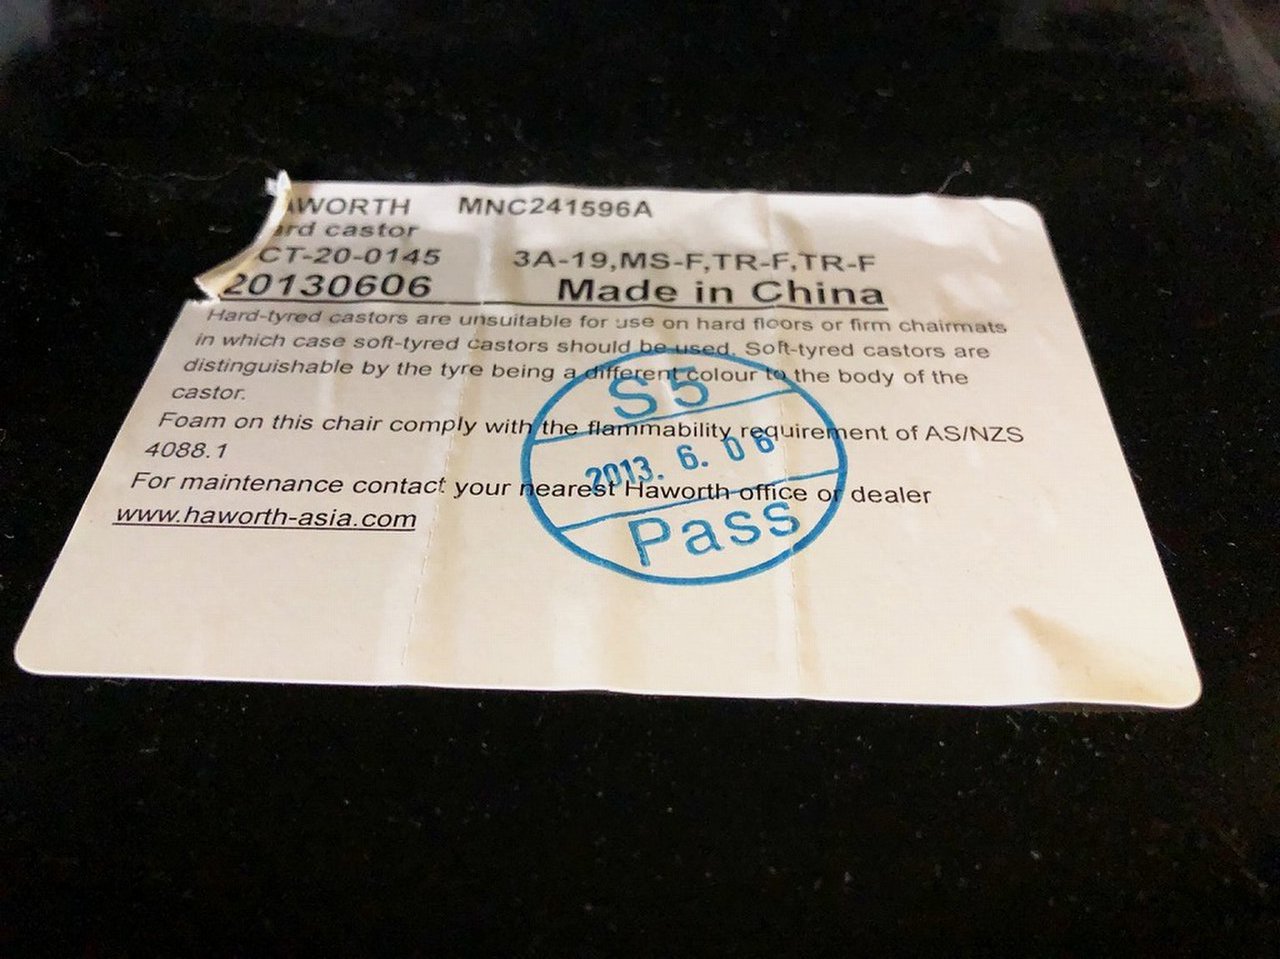 AWORTH MNC241596A
ard castor
CT-20-0145 3A-19,MS-F,TR-F,TR-F
20130606 Made in China
Hard-tyred castors are unsuitable for use on hard floors or firm chairmats
in which case soft-tyred castors should be used. Soft-tyred castors are
distinguishable by the tyre being a different colour to the body of the
castor.
Foam on this chair comply with the flammability requirement of AS/NZS
4088.1
For maintenance contact your nearest Haworth office or dealer
www.haworth-asia.com
S5
2013. 6. 06
Pass